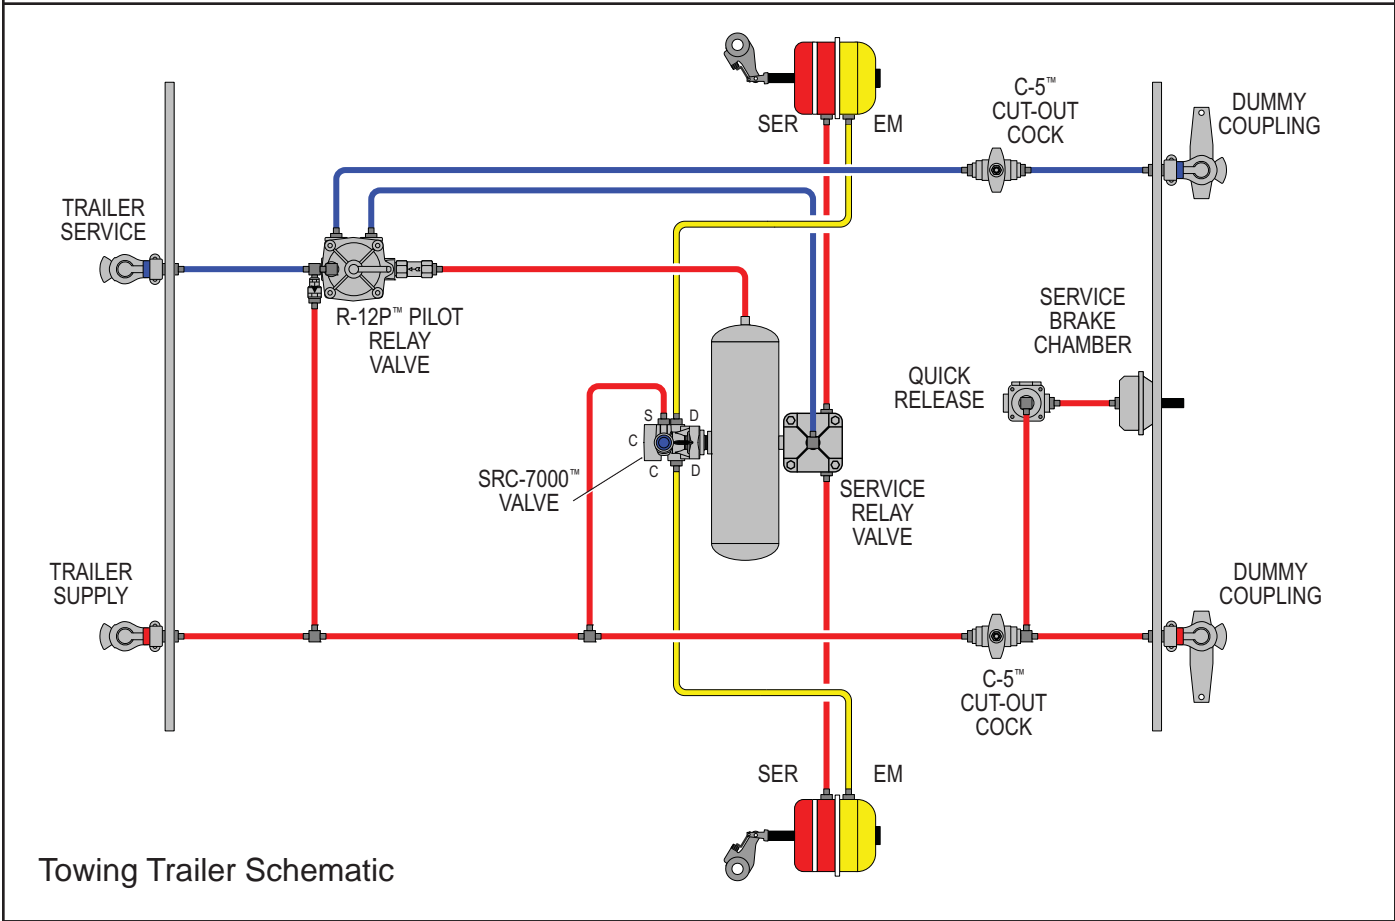 SER
EM
C-5™
CUT-OUT
COCK
DUMMY
COUPLING
TRAILER
SERVICE
R-12P™ PILOT
RELAY
VALVE
SERVICE
BRAKE
CHAMBER
QUICK
RELEASE
S
D
C
C
D
SRC-7000™
VALVE
SERVICE
RELAY
VALVE
TRAILER
SUPPLY
DUMMY
COUPLING
C-5™
CUT-OUT
COCK
SER
EM
Towing Trailer Schematic